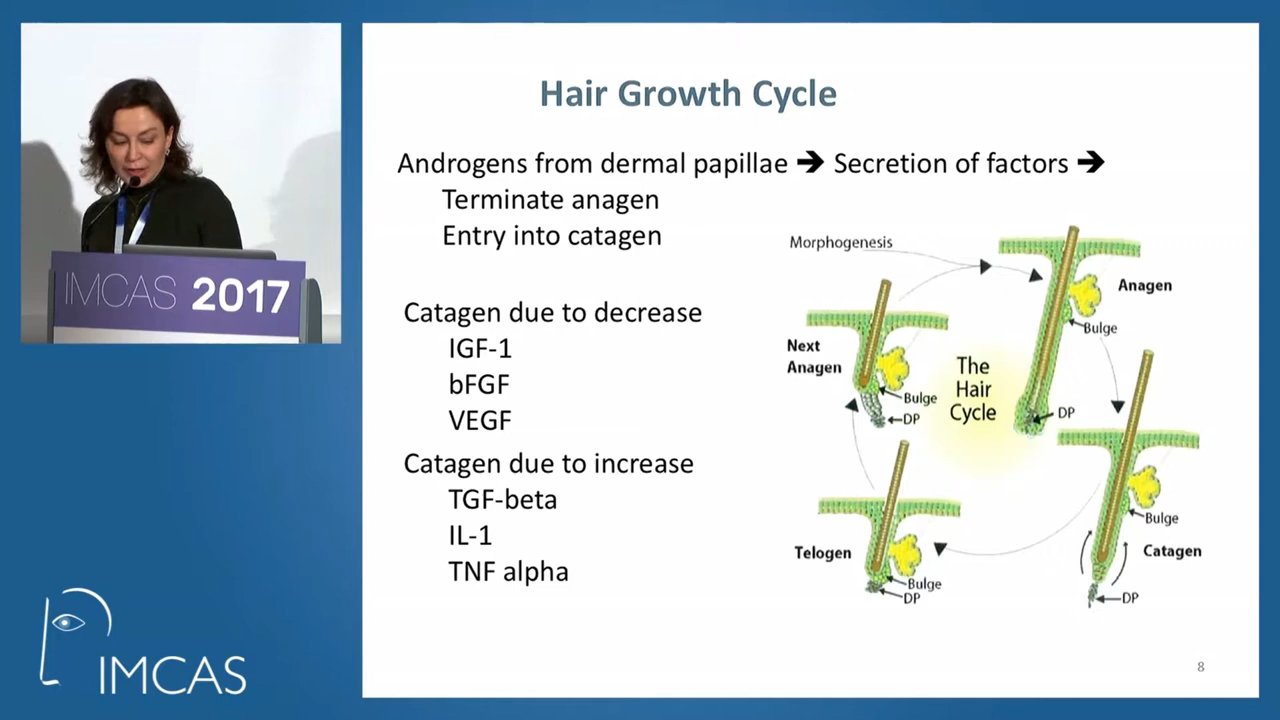 IMCAS 2017
IMCAS
Hair Growth Cycle
Androgens from dermal papillae ➔ Secretion of factors ➔
Terminate anagen
Entry into catagen
Catagen due to decrease
IGF-1
bFGF
VEGF
Catagen due to increase
TGF-beta
IL-1
TNF alpha
Morphogenesis
Anagen
Bulge
DP
Next
Anagen
Bulge
DP
The
Hair
Cycle
Bulge
Catagen
DP
Telogen
Bulge
DP
8